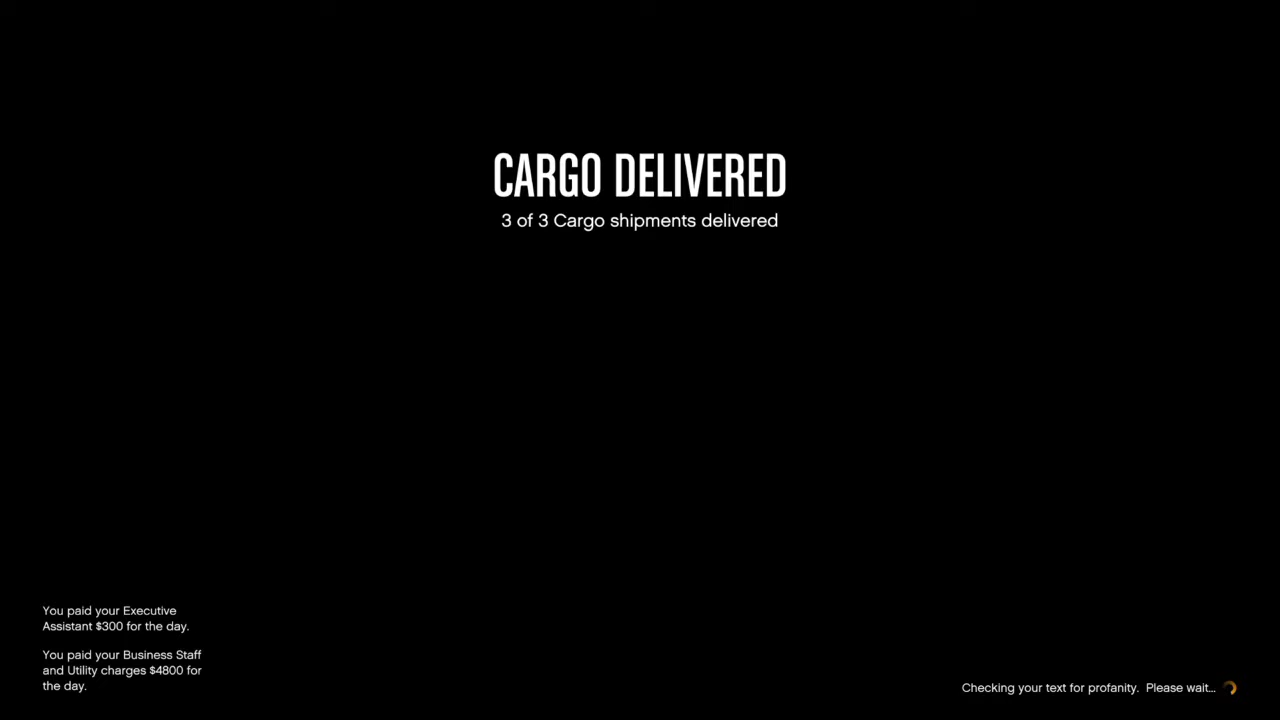 CARGO DELIVERED
3 of 3 Cargo shipments delivered
You paid your Executive
Assistant $300 for the day.
You paid your Business Staff
and Utility charges $4800 for
the day.
Checking your text for profanity.  Please wait...